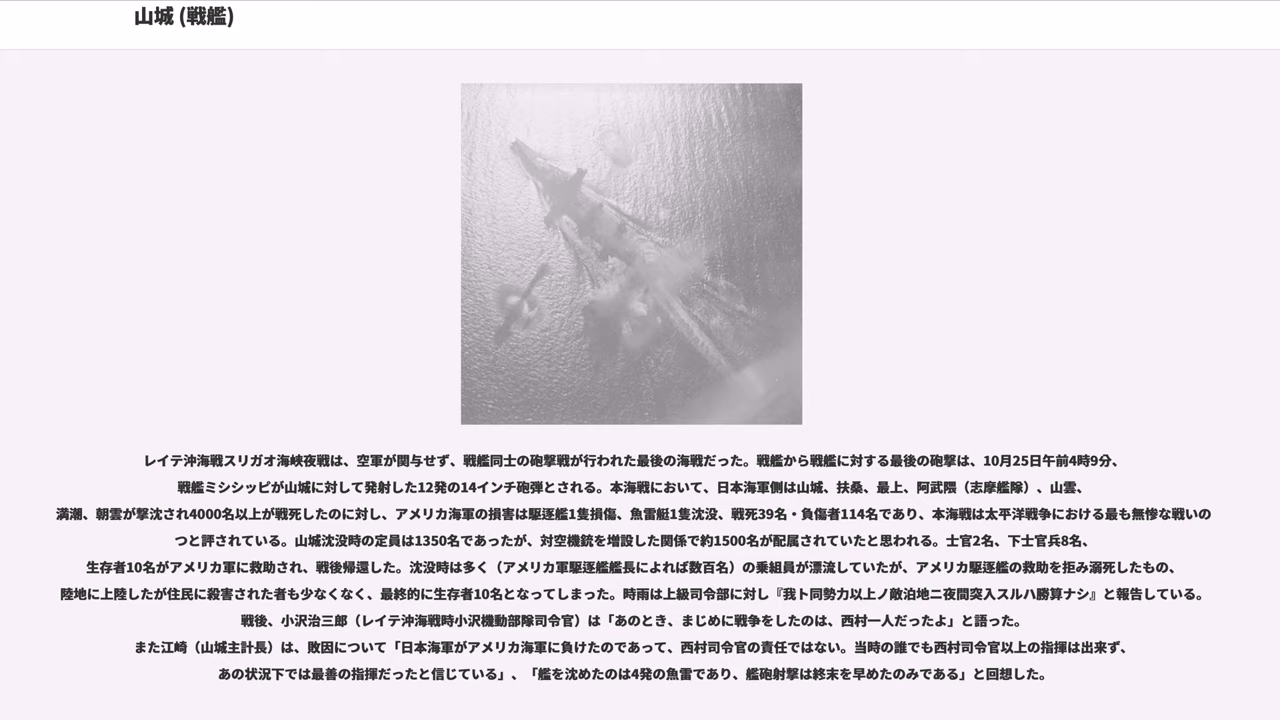 山城 (戦艦)
レイテ沖海戦スリガオ海峡夜戦は、空軍が関与せず、戦艦同士の砲撃戦が行われた最後の海戦だった。戦艦から戦艦に対する最後の砲撃は、10月25日午前4時9分、
戦艦ミシシッピが山城に対して発射した12発の14インチ砲弾とされる。本海戦において、日本海軍側は山城、扶桑、最上、阿武隈（志摩艦隊）、山雲、
満潮、朝雲が撃沈され4000名以上が戦死したのに対し、アメリカ海軍の損害は駆逐艦1隻損傷、魚雷艇1隻沈没、戦死39名・負傷者114名であり、本海戦は太平洋戦争における最も無惨な戦いの
つと評されている。山城沈没時の定員は1350名であったが、対空機銃を増設した関係で約1500名が配属されていたと思われる。士官2名、下士官兵8名、
生存者10名がアメリカ軍に救助され、戦後帰還した。沈没時は多く（アメリカ軍駆逐艦艦長によれば数百名）の乗組員が漂流していたが、アメリカ駆逐艦の救助を拒み溺死したもの、
陸地に上陸したが住民に殺害された者も少なくなく、最終的に生存者10名となってしまった。時雨は上級司令部に対し『我ト同勢力以上ノ敵泊地ニ夜間突入スルハ勝算ナシ』と報告している。
戦後、小沢治三郎（レイテ沖海戦時小沢機動部隊司令官）は「あのとき、まじめに戦争をしたのは、西村一人だったよ」と語った。
また江崎（山城主計長）は、敗因について「日本海軍がアメリカ海軍に負けたのであって、西村司令官の責任ではない。当時の誰でも西村司令官以上の指揮は出来ず、
あの状況下では最善の指揮だったと信じている」、「艦を沈めたのは4発の魚雷であり、艦砲射撃は終末を早めたのみである」と回想した。